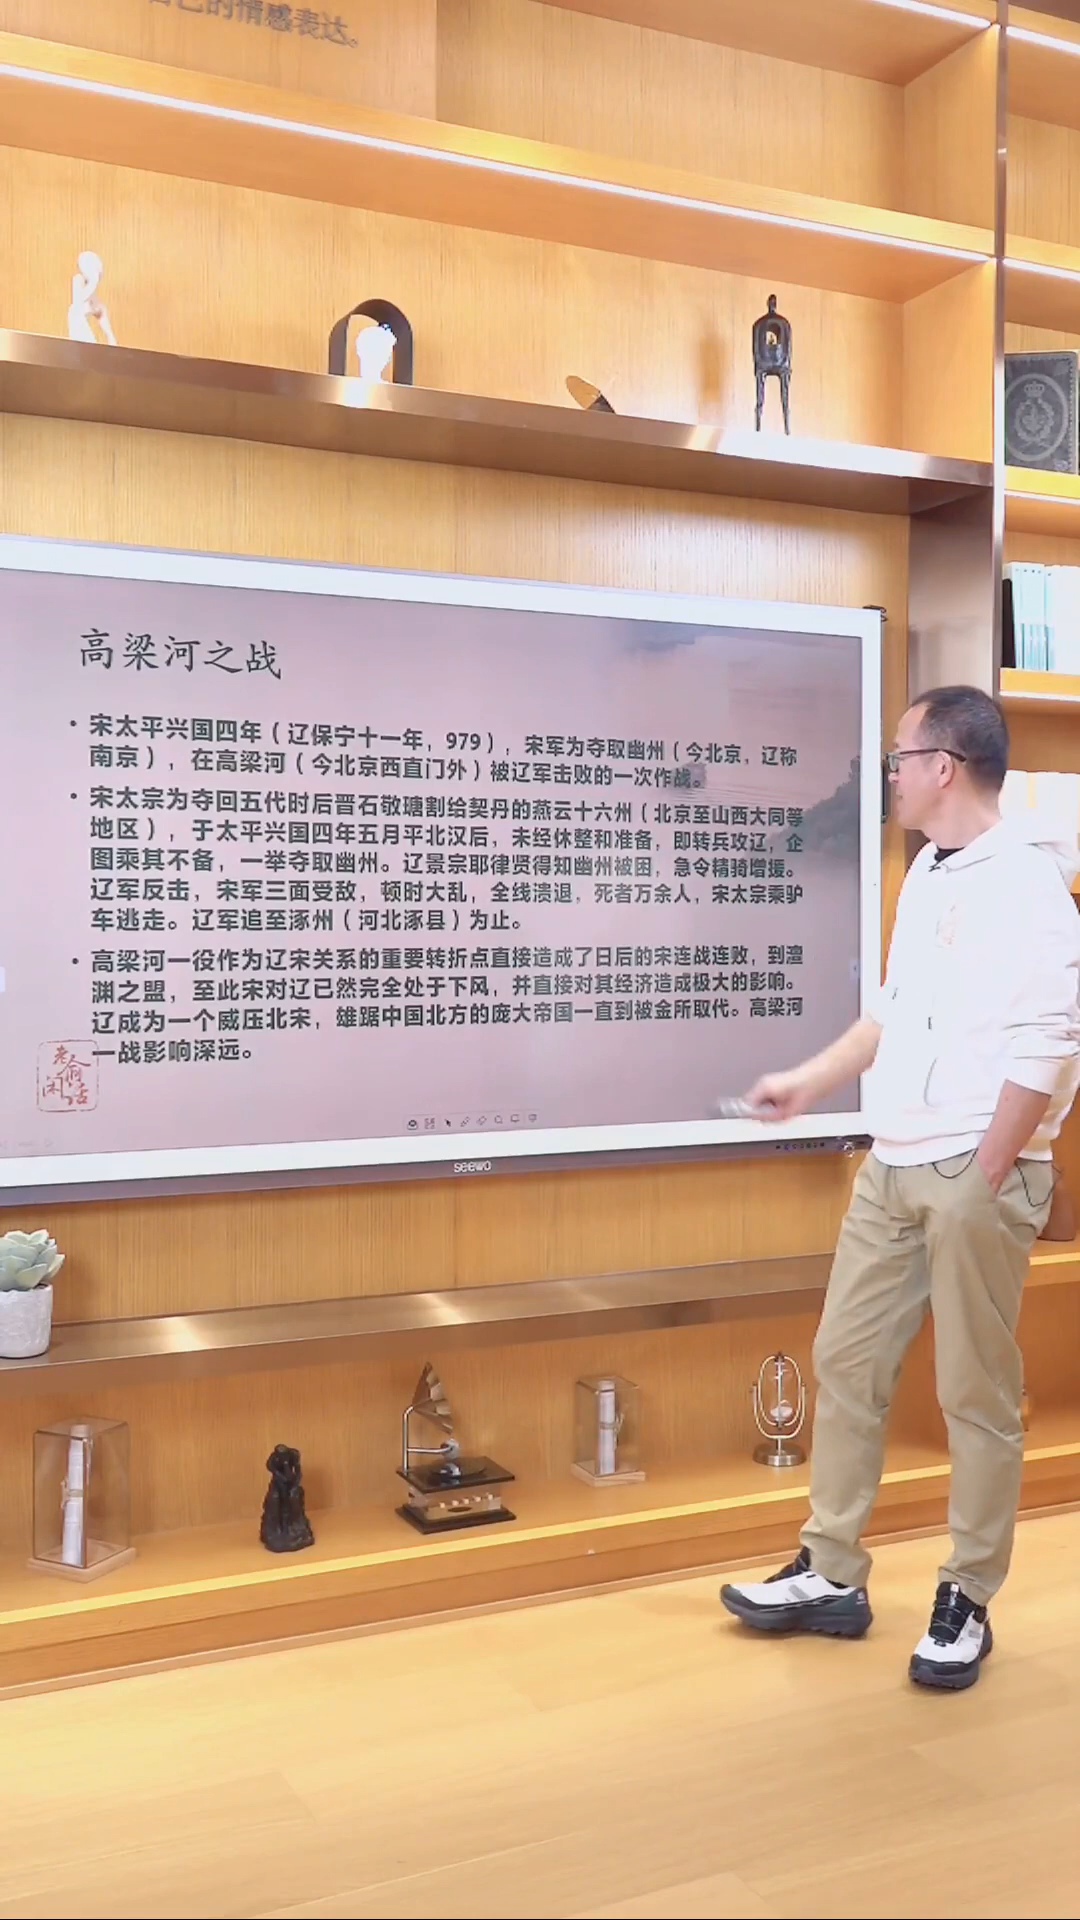 自己的情感表达。
高梁河之战
• 宋太平兴国四年（辽保宁十一年，979），宋军为夺取幽州（今北京，辽称
南京），在高梁河（今北京西直门外）被辽军击败的一次作战。
• 宋太宗为夺回五代时后晋石敬瑭割给契丹的燕云十六州（北京至山西大同等
地区），于太平兴国四年五月平北汉后，未经休整和准备，即转兵攻辽，企
图乘其不备，一举夺取幽州。辽景宗耶律贤得知幽州被困，急令精骑增援。
辽军反击，宋军三面受敌，顿时大乱，全线溃退，死者万余人，宋太宗乘驴
车逃走。辽军追至涿州（河北涿县）为止。
• 高梁河一役作为辽宋关系的重要转折点直接造成了日后的宋连战连败，到澶
渊之盟，至此宋对辽已然完全处于下风，并直接对其经济造成极大的影响。
辽成为一个威压北宋，雄踞中国北方的庞大帝国一直到被金所取代。高梁河
一战影响深远。
老俞闲话
seewo